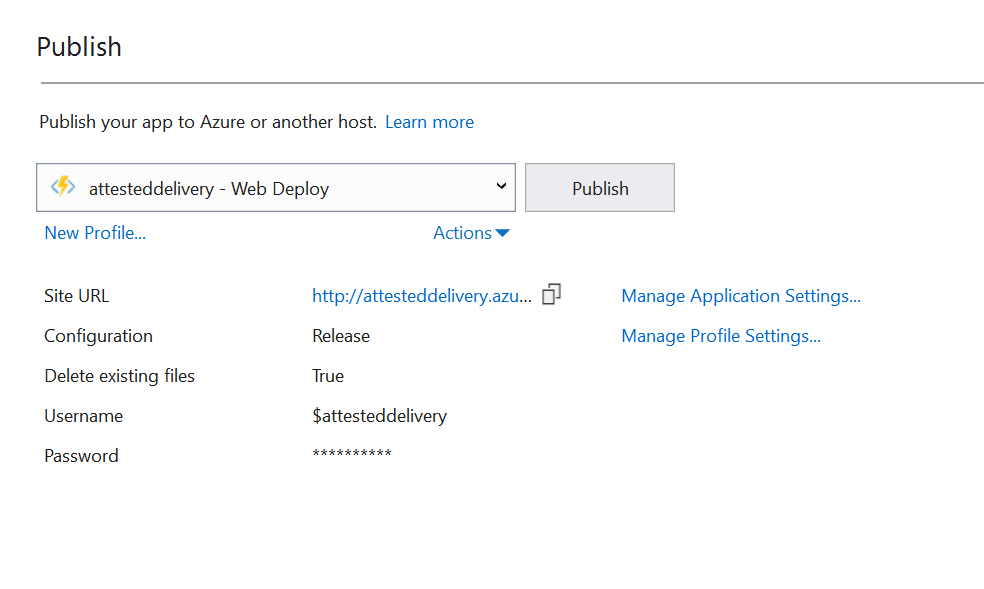 Publish
Publish your app to Azure or another host. Learn more
attesteddelivery - Web Deploy
Publish
New Profile...
Actions
Site URL
http://attesteddelivery.azu...
Manage Application Settings...
Configuration
Release
Manage Profile Settings...
Delete existing files
True
Username
$attesteddelivery
Password
**********